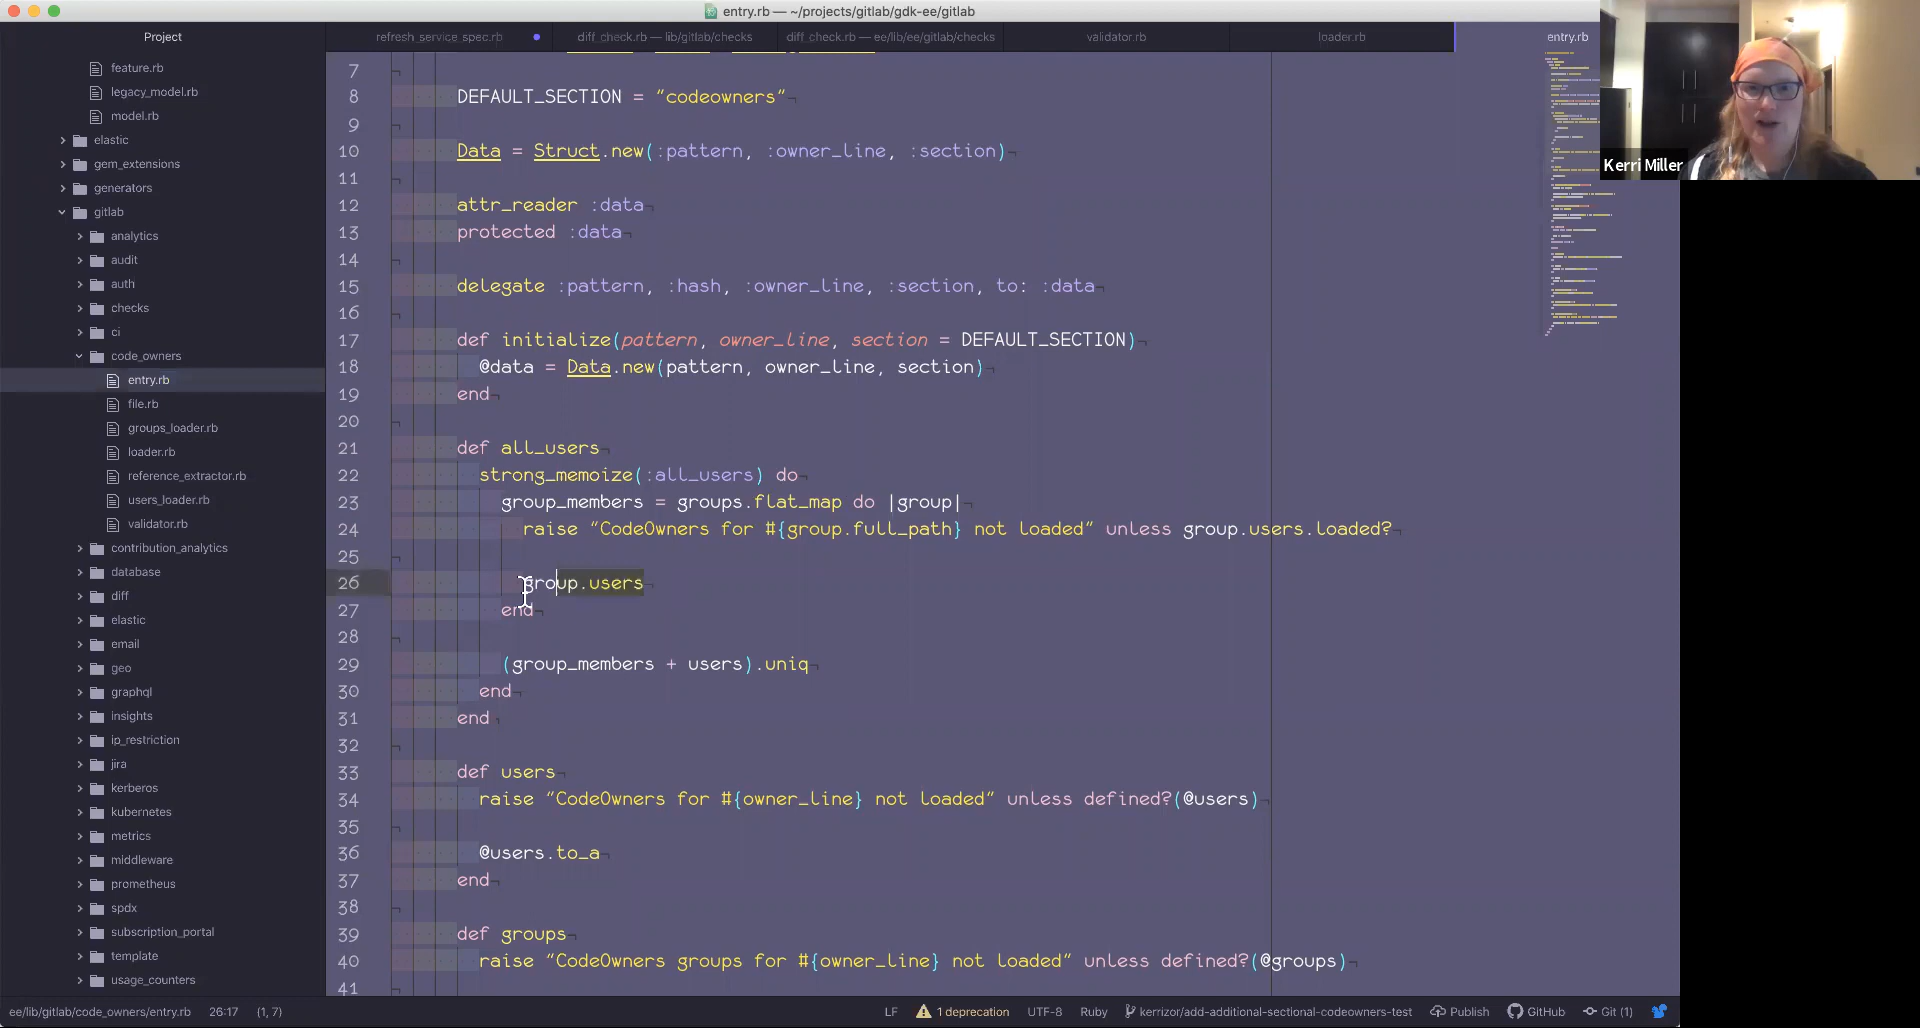 entry.rb — ~/projects/gitlab/gdk-ee/gitlab
Project
refresh_service_spec.rb
diff_check.rb — lib/gitlab/checks
diff_check.rb — ee/lib/ee/gitlab/checks
validator.rb
loader.rb
entry.rb
feature.rb
legacy_model.rb
model.rb
elastic
gem_extensions
generators
gitlab
analytics
audit
auth
checks
ci
code_owners
entry.rb
file.rb
groups_loader.rb
loader.rb
reference_extractor.rb
users_loader.rb
validator.rb
contribution_analytics
database
diff
elastic
email
geo
graphql
insights
ip_restriction
jira
kerberos
kubernetes
metrics
middleware
prometheus
spdx
subscription_portal
template
usage_counters
7
8 DEFAULT_SECTION = "codeowners"
9
10 Data = Struct.new(:pattern, :owner_line, :section)
11
12 attr_reader :data
13 protected :data
14
15 delegate :pattern, :hash, :owner_line, :section, to: :data
16
17 def initialize(pattern, owner_line, section = DEFAULT_SECTION)
18 @data = Data.new(pattern, owner_line, section)
19 end
20
21 def all_users
22 strong_memoize(:all_users) do
23 group_members = groups.flat_map do |group|
24 raise "CodeOwners for #{group.full_path} not loaded" unless group.users.loaded?
25
26 group.users
27 end
28
29 (group_members + users).uniq
30 end
31 end
32
33 def users
34 raise "CodeOwners for #{owner_line} not loaded" unless defined?(@users)
35
36 @users.to_a
37 end
38
39 def groups
40 raise "CodeOwners groups for #{owner_line} not loaded" unless defined?(@groups)
41
Kerri Miller
ee/lib/gitlab/code_owners/entry.rb 26:17 (1, 7)
LF 1 deprecation UTF-8 Ruby kerrizor/add-additional-sectional-codeowners-test Publish GitHub Git (1)